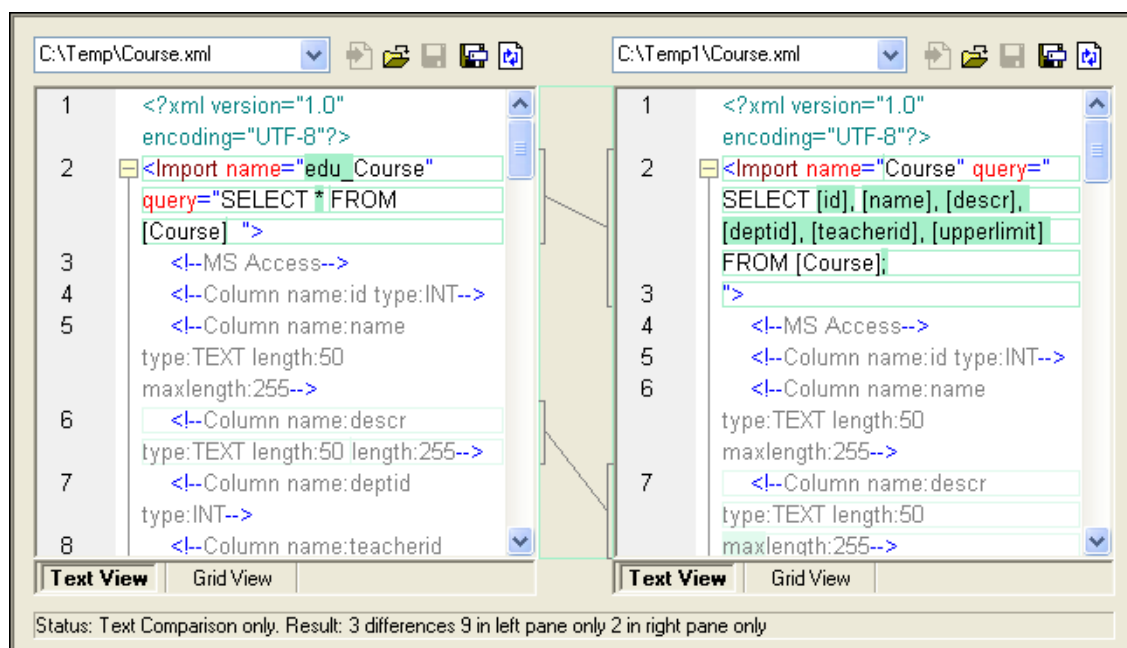 C:\Temp\Course.xml
1 <?xml version="1.0"
encoding="UTF-8"?>
2 <Import name="edu_Course"
query="SELECT * FROM
[Course] ">
3 <!--MS Access-->
4 <!--Column name:id type:INT-->
5 <!--Column name:name
type:TEXT length:50
maxlength:255-->
6 <!--Column name:descr
type:TEXT length:50 length:255-->
7 <!--Column name:deptid
type:INT-->
8 <!--Column name:teacherid
Text View Grid View
C:\Temp1\Course.xml
1 <?xml version="1.0"
encoding="UTF-8"?>
2 <Import name="Course" query="
SELECT [id], [name], [descr],
[deptid], [teacherid], [upperlimit]
FROM [Course];
3 ">
4 <!--MS Access-->
5 <!--Column name:id type:INT-->
6 <!--Column name:name
type:TEXT length:50
maxlength:255-->
7 <!--Column name:descr
type:TEXT length:50
maxlength:255-->
Text View Grid View
Status: Text Comparison only. Result: 3 differences 9 in left pane only 2 in right pane only